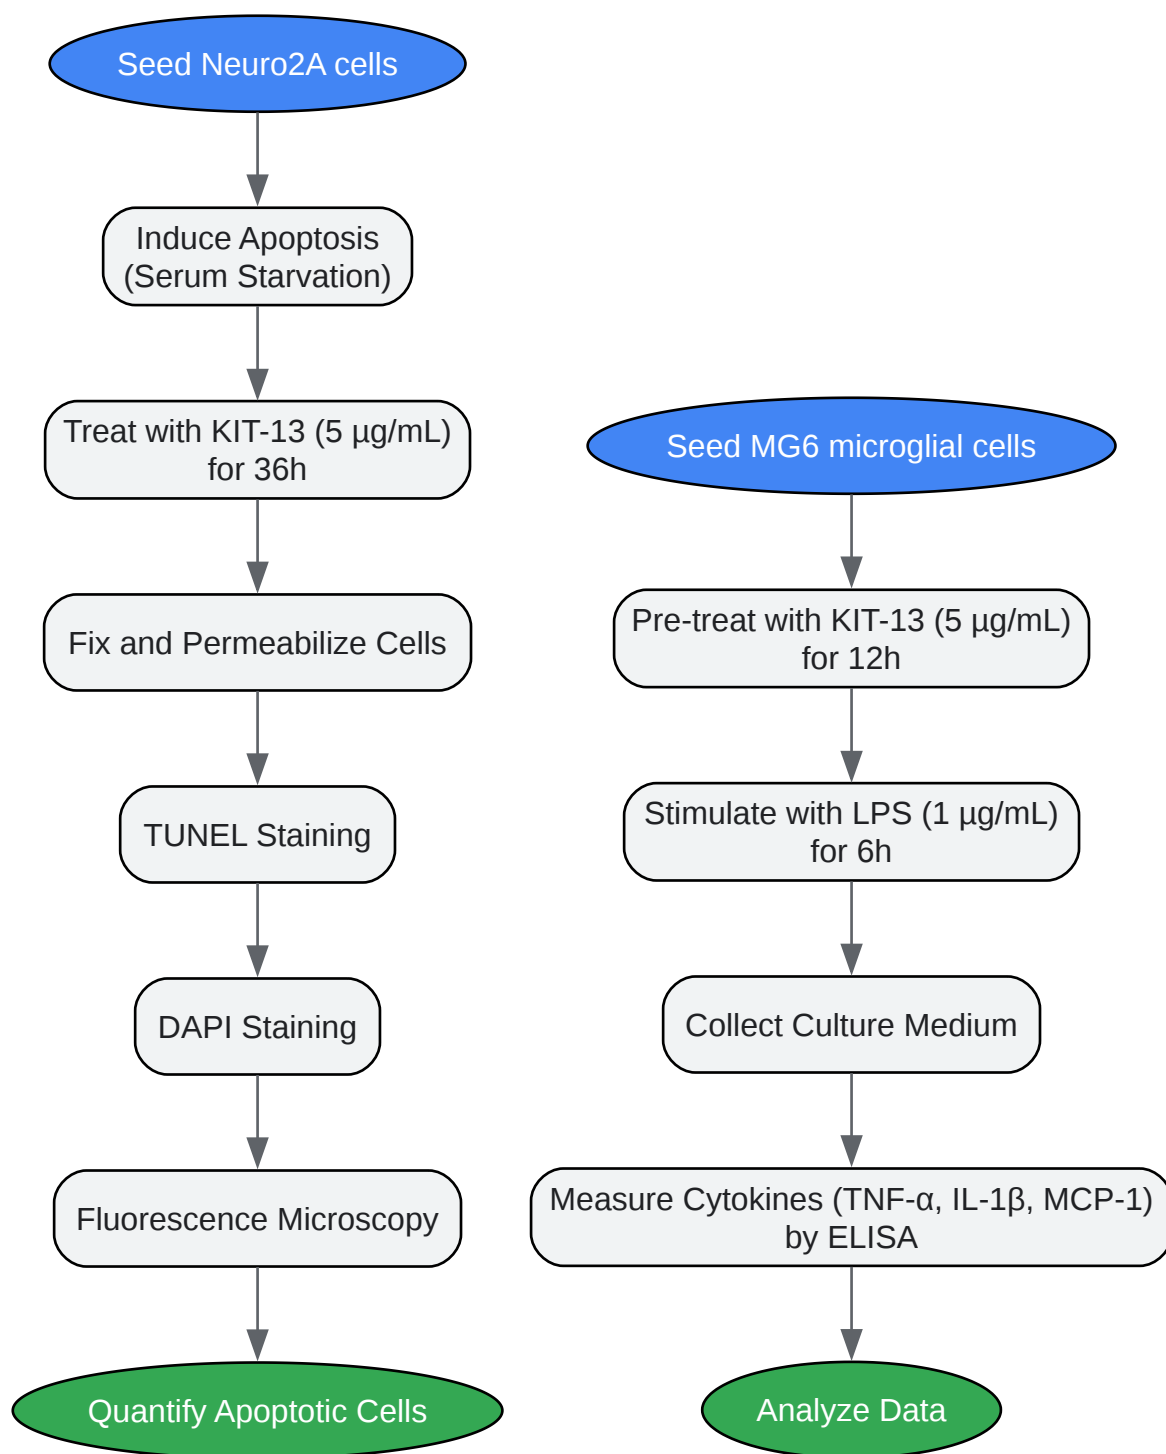 Seed Neuro2A cells
Induce Apoptosis
(Serum Starvation)
Treat with KIT-13 (5 µg/mL)
for 36h
Fix and Permeabilize Cells
TUNEL Staining
DAPI Staining
Fluorescence Microscopy
Quantify Apoptotic Cells
Seed MG6 microglial cells
Pre-treat with KIT-13 (5 µg/mL)
for 12h
Stimulate with LPS (1 µg/mL)
for 6h
Collect Culture Medium
Measure Cytokines (TNF-α, IL-1β, MCP-1)
by ELISA
Analyze Data